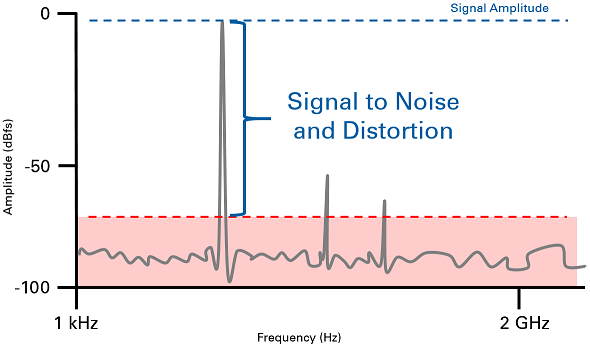 0
Signal Amplitude
Signal to Noise
and Distortion
Amplitude (dBfs)
-50
-100
1 kHz
2 GHz
Frequency (Hz)